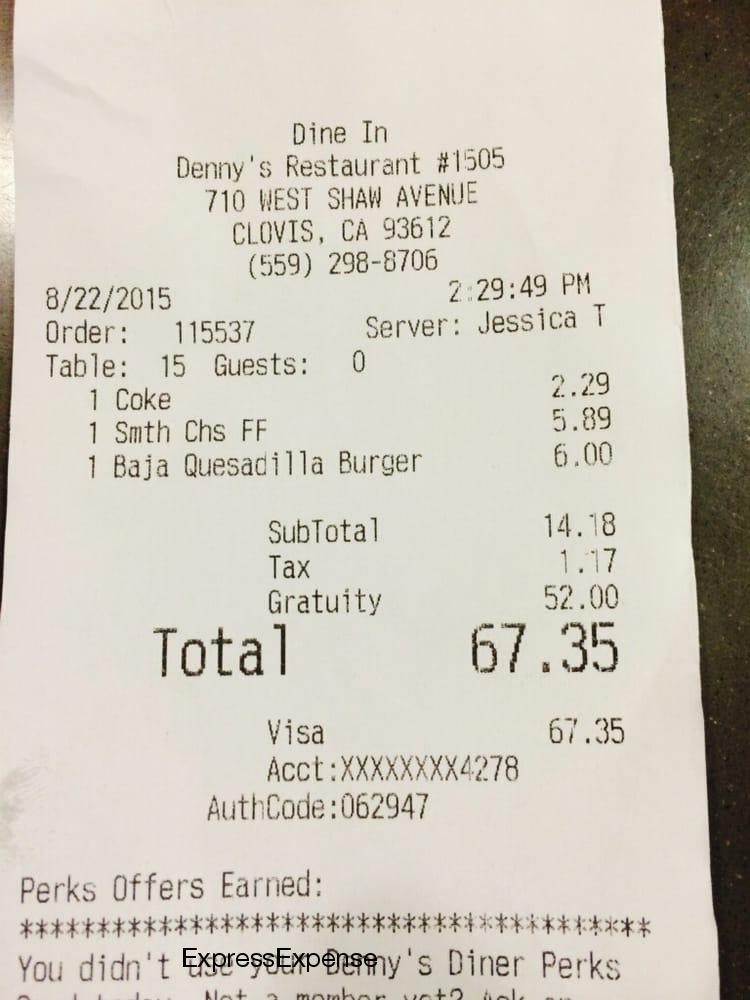 Dine In
Denny's Restaurant #1505
710 WEST SHAW AVENUE
CLOVIS, CA 93612
(559) 298-8706
8/22/2015 2:29:49 PM
Order: 115537 Server: Jessica T
Table: 15 Guests: 0
1 Coke 2.29
1 Smth Chs FF 5.89
1 Baja Quesadilla Burger 6.00
SubTotal 14.18
Tax 1.17
Gratuity 52.00
Total 67.35
Visa 67.35
Acct:XXXXXXXX4278
AuthCode:062947
Perks Offers Earned:
*****************************************
ExpressExpense
You didn't use your Denny's Diner Perks
today. Not a member yet? Ask